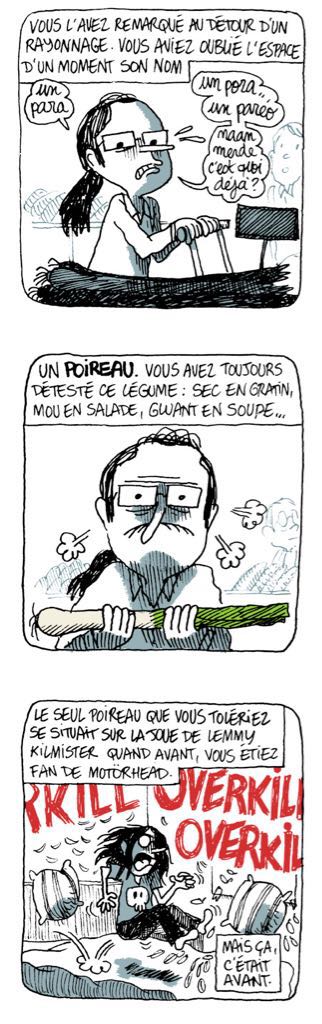 VOUS L'AVEZ REMARQUÉ AU DÉTOUR D'UN
RAYONNAGE. VOUS AVIEZ OUBLIÉ L'ESPACE
D'UN MOMENT SON NOM
un
para
un pora..
un pareo
naan
merde
c'est quoi
déjà?
UN POIREAU. VOUS AVEZ TOUJOURS
DÉTESTÉ CE LÉGUME : SEC EN GRATIN,
MOU EN SALADE, GLUANT EN SOUPE...
LE SEUL POIREAU QUE VOUS TOLÉRIEZ
SE SITUAIT SUR LA JOUE DE LEMMY
KILMISTER QUAND AVANT, VOUS ÉTIEZ
FAN DE MOTÖRHEAD.
RKILL OVERKILL
OVERKIL
MAIS ÇA,
C'ÉTAIT
AVANT.